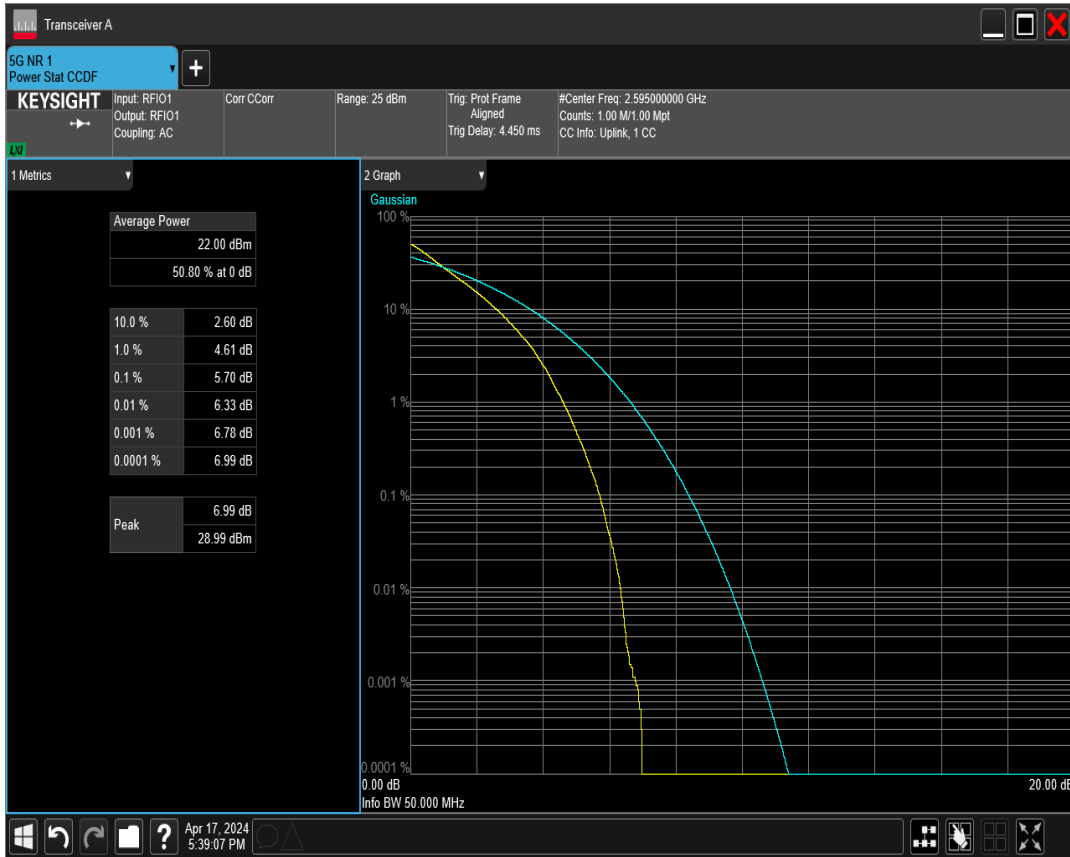 Transceiver A
5G NR 1
Power Stat CCDF
+
KEYSIGHT
LXI
Input: RFIO1
Output: RFIO1
Coupling: AC
Corr CCorr
Range: 25 dBm
Trig: Prot Frame
Aligned
Trig Delay: 4.450 ms
#Center Freq: 2.595000000 GHz
Counts: 1.00 M/1.00 Mpt
CC Info: Uplink, 1 CC
1 Metrics
Average Power
22.00 dBm
50.80 % at 0 dB
10.0 % 2.60 dB
1.0 % 4.61 dB
0.1 % 5.70 dB
0.01 % 6.33 dB
0.001 % 6.78 dB
0.0001 % 6.99 dB
Peak
6.99 dB
28.99 dBm
2 Graph
Gaussian
100 %
10 %
1 %
0.1 %
0.01 %
0.001 %
0.0001 %
0.00 dB 20.00 dB
Info BW 50.000 MHz
?
Apr 17, 2024
5:39:07 PM